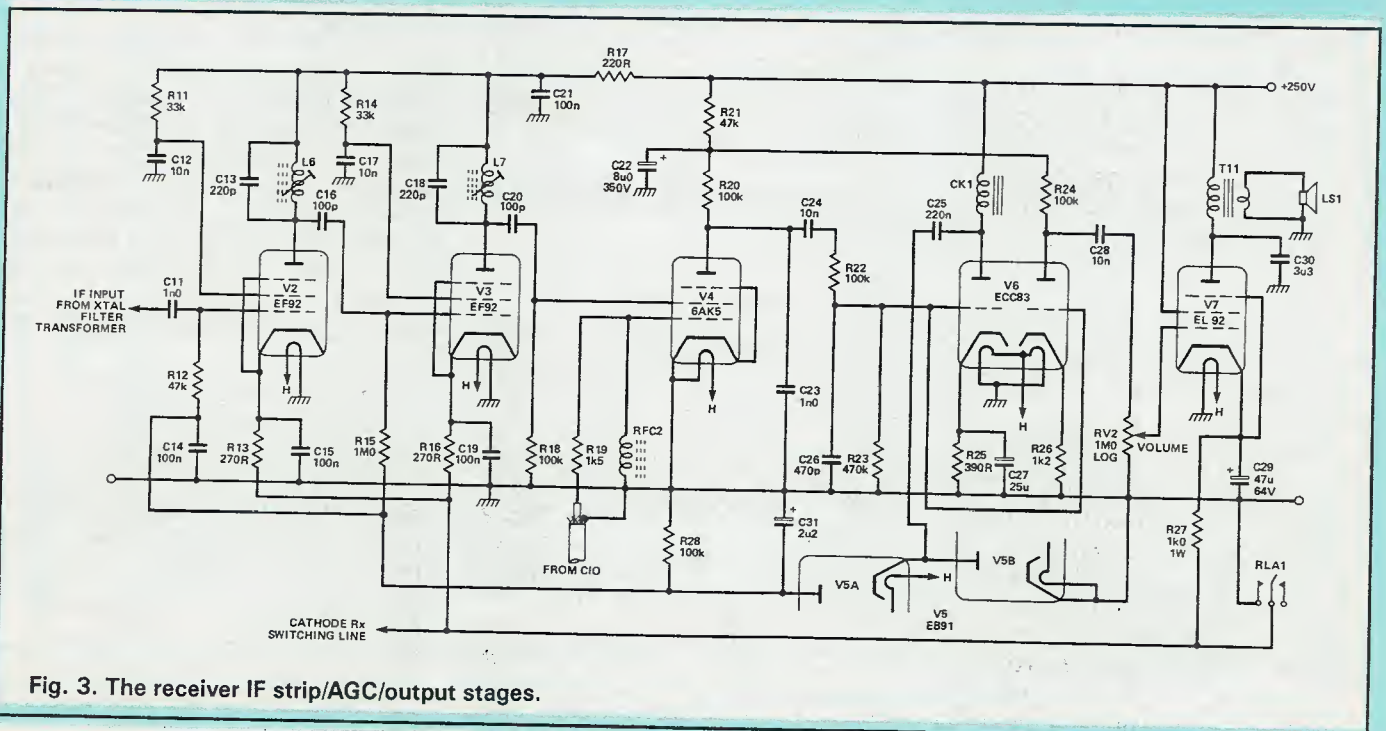 R17
220R
+250V
R11
33k
R14
33k
C21
100n
R21
47k
C12
10n
C13
220p
L6
C17
10n
C18
220p
L7
C22
8u0
350V
+
R20
100k
CK1
R24
100k
T11
LS1
C16
100p
C20
100p
C24
10n
C25
220n
C28
10n
C30
3u3
R22
100k
IF INPUT
FROM XTAL
FILTER
TRANSFORMER
C11
1n0
V2
EF92
V3
EF92
V4
6AK5
V6
ECC83
V7
EL 92
H
H
H
H
H
R12
47k
C14
100n
R13
270R
C15
100n
R15
1M0
R16
270R
C19
100n
R18
100k
R19
1k5
RFC2
C23
1n0
C26
470p
R23
470k
R25
390R
C27
25u
R26
1k2
RV2
1M0
LOG
VOLUME
+
C29
47u
64V
R27
1k0
1W
RLA1
FROM CIO
R28
100k
+
C31
2u2
V5A
H
V5B
V5
EB91
CATHODE Rx
SWITCHING LINE
Fig. 3. The receiver IF strip/AGC/output stages.